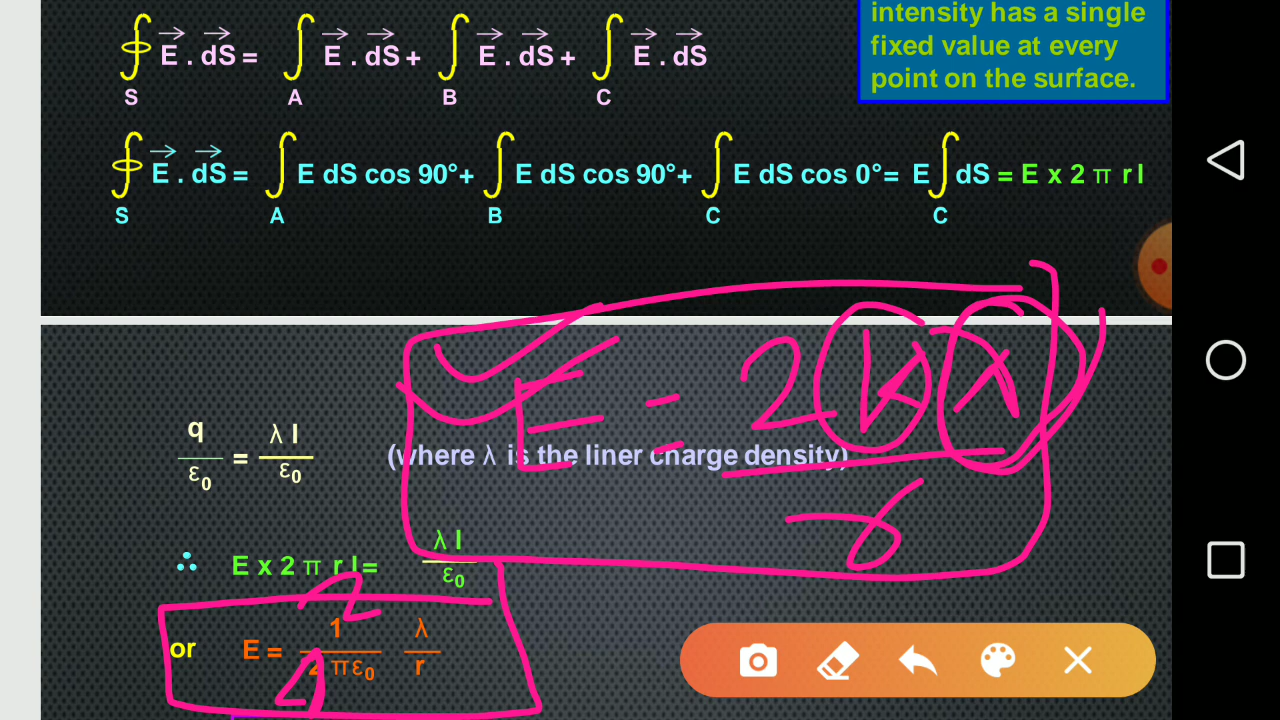 intensity has a single
fixed value at every
point on the surface.
∮ E⃗ . dS⃗ = ∫ E⃗ . dS⃗ + ∫ E⃗ . dS⃗ + ∫ E⃗ . dS⃗
S A B C
∮ E⃗ . dS⃗ = ∫ E dS cos 90° + ∫ E dS cos 90° + ∫ E dS cos 0° = E ∫ dS = E x 2 π r l
S A B C C
E = 2kλ / r
q / ε₀ = λ l / ε₀ (where λ is the liner charge density)
∴ E x 2 π r l = λ l / ε₀
2
or E = 1 / 2 π ε₀ λ / r
2